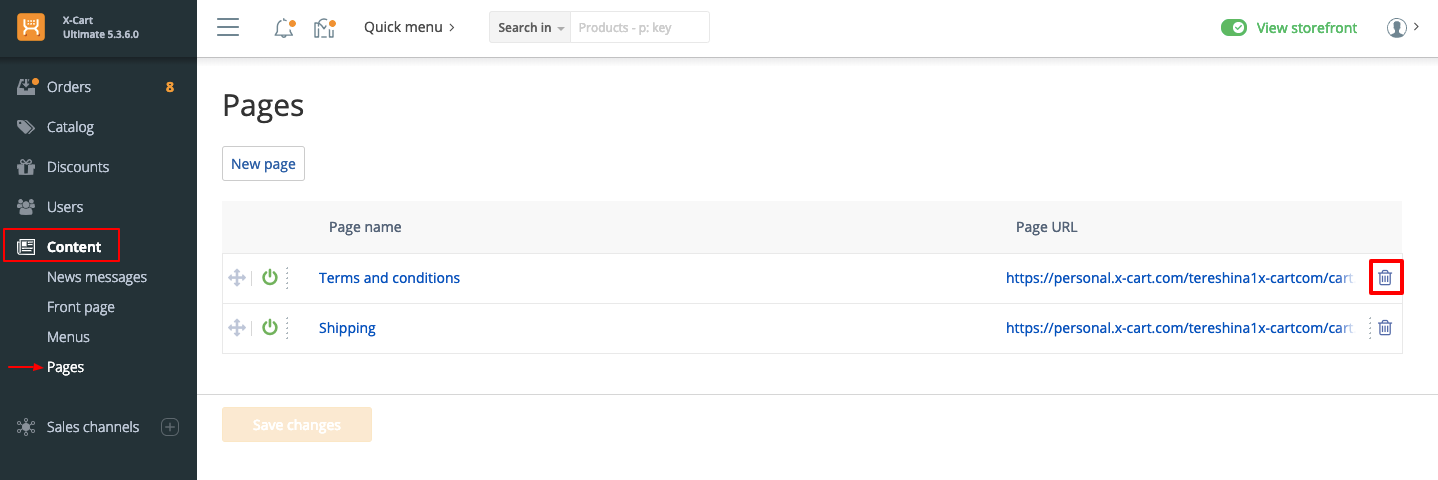 X-Cart
Ultimate 5.3.6.0
Quick menu
Search in
Products - p: key
View storefront
Orders 8
Catalog
Discounts
Users
Content
News messages
Front page
Menus
Pages
Sales channels
Pages
New page
Page name Page URL
Terms and conditions https://personal.x-cart.com/tereshina1x-cartcom/cart
Shipping https://personal.x-cart.com/tereshina1x-cartcom/cart
Save changes